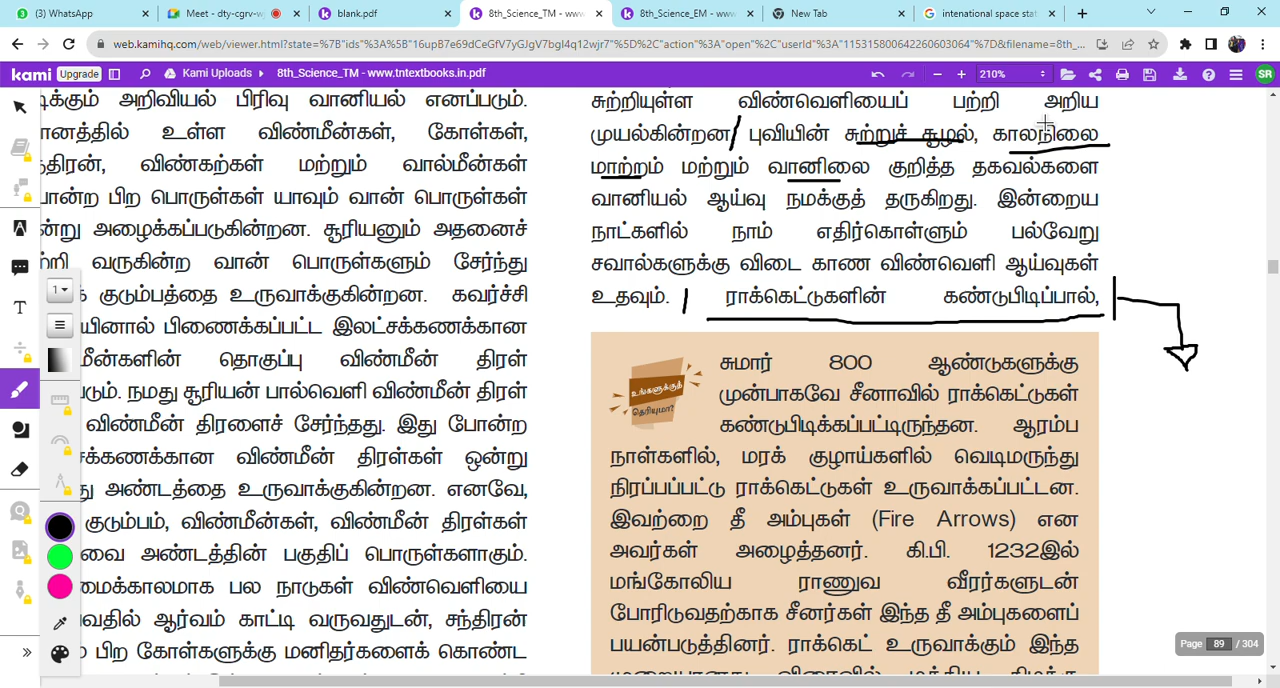 (3) WhatsApp
Meet - dty-cgrv-w
blank.pdf
8th_Science_TM - www
8th_Science_EM - www
New Tab
intenational space stat
web.kamihq.com/web/viewer.html?state=%7B"ids"%3A%5B"16upB7e69dCeGfV7yGJgV7bgI4q12wjr7"%5D%2C"action"%3A"open"%2C"userId"%3A"115315800642260603064"%7D&filename=8th_...
kami Upgrade Kami Uploads 8th_Science_TM - www.tntextbooks.in.pdf 210% SR
அறிவியல் பிரிவு வானியல் எனப்படும்.
உள்ள விண்மீன்கள், கோள்கள்,
விண்கற்கள் மற்றும் வால்மீன்கள்
பிற பொருள்கள் யாவும் வான் பொருள்கள்
அழைக்கப்படுகின்றன. சூரியனும் அதனைச்
வருகின்ற வான் பொருள்களும் சேர்ந்து
குடும்பத்தை உருவாக்குகின்றன. கவர்ச்சி
பிணைக்கப்பட்ட இலட்சக்கணக்கான
தொகுப்பு விண்மீன் திரள்
நமது சூரியன் பால்வெளி விண்மீன் திரள்
விண்மீன் திரளைச் சேர்ந்தது. இது போன்ற
விண்மீன் திரள்கள் ஒன்று
அண்டத்தை உருவாக்குகின்றன. எனவே,
குடும்பம், விண்மீன்கள், விண்மீன் திரள்கள்
அண்டத்தின் பகுதிப் பொருள்களாகும்.
பல நாடுகள் விண்வெளியை
ஆர்வம் காட்டி வருவதுடன், சந்திரன்
பிற கோள்களுக்கு மனிதர்களைக் கொண்ட
சுற்றியுள்ள விண்வெளியைப் பற்றி அறிய
முயல்கின்றன புவியின் சுற்றுச் சூழல், காலநிலை
மாற்றம் மற்றும் வானிலை குறித்த தகவல்களை
வானியல் ஆய்வு நமக்குத் தருகிறது. இன்றைய
நாட்களில் நாம் எதிர்கொள்ளும் பல்வேறு
சவால்களுக்கு விடை காண விண்வெளி ஆய்வுகள்
உதவும். ராக்கெட்டுகளின் கண்டுபிடிப்பால்,
உங்களுக்குத்
தெரியுமா?
சுமார் 800 ஆண்டுகளுக்கு
முன்பாகவே சீனாவில் ராக்கெட்டுகள்
கண்டுபிடிக்கப்பட்டிருந்தன. ஆரம்ப
நாள்களில், மரக் குழாய்களில் வெடிமருந்து
நிரப்பப்பட்டு ராக்கெட்டுகள் உருவாக்கப்பட்டன.
இவற்றை தீ அம்புகள் (Fire Arrows) என
அவர்கள் அழைத்தனர். கி.பி. 1232இல்
மங்கோலிய ராணுவ வீரர்களுடன்
போரிடுவதற்காக சீனர்கள் இந்த தீ அம்புகளைப்
பயன்படுத்தினர். ராக்கெட் உருவாக்கும் இந்த
Page 89 / 304
1